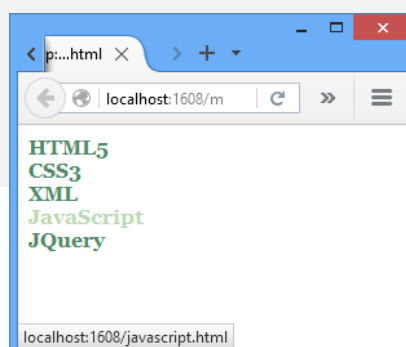 p:...html
localhost:1608/m
HTML5
CSS3
XML
JavaScript
JQuery
localhost:1608/javascript.html